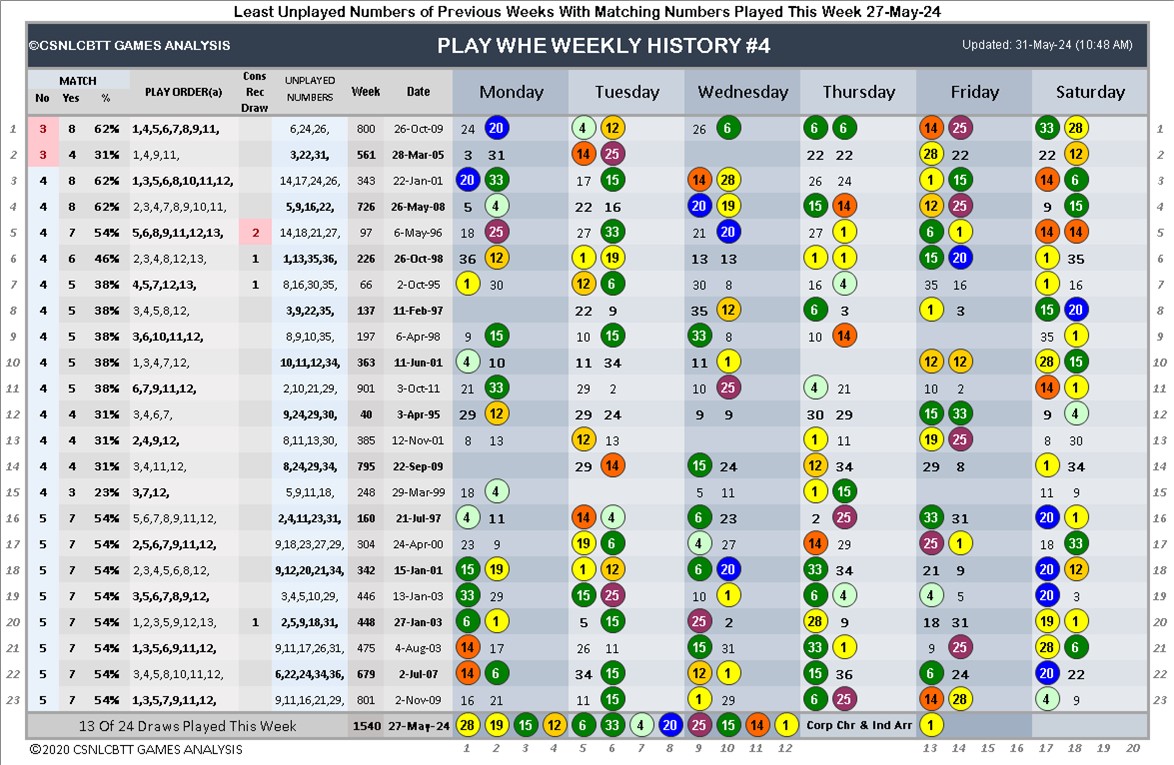 Least Unplayed Numbers of Previous Weeks With Matching Numbers Played This Week 27-May-24
©CSNLCBTT GAMES ANALYSIS PLAY WHE WEEKLY HISTORY #4 Updated: 31-May-24 (10:48 AM)
MATCH PLAY ORDER(a) Cons Rec Draw UNPLAYED NUMBERS Week Date Monday Tuesday Wednesday Thursday Friday Saturday
No Yes %
1 3 8 62% 1,4,5,6,7,8,9,11, 6,24,26, 800 26-Oct-09 24 20 4 12 26 6 6 6 14 25 33 28 1
2 3 4 31% 1,4,9,11, 3,22,31, 561 28-Mar-05 3 31 14 25 22 22 28 22 22 12 2
3 4 8 62% 1,3,5,6,8,10,11,12, 14,17,24,26, 343 22-Jan-01 20 33 17 15 14 28 26 24 1 15 14 6 3
4 4 8 62% 2,3,4,7,8,9,10,11, 5,9,16,22, 726 26-May-08 5 4 22 16 20 19 15 14 12 25 9 15 4
5 4 7 54% 5,6,8,9,11,12,13, 2 14,18,21,27, 97 6-May-96 18 25 27 33 21 20 27 1 6 1 14 14 5
6 4 6 46% 2,3,4,8,12,13, 1 1,13,35,36, 226 26-Oct-98 36 12 1 19 13 13 1 1 15 20 1 35 6
7 4 5 38% 4,5,7,12,13, 1 8,16,30,35, 66 2-Oct-95 1 30 12 6 30 8 16 4 35 16 1 16 7
8 4 5 38% 3,4,5,8,12, 3,9,22,35, 137 11-Feb-97 22 9 35 12 6 3 1 3 15 20 8
9 4 5 38% 3,6,10,11,12, 8,9,10,35, 197 6-Apr-98 9 15 10 15 33 8 10 14 35 1 9
10 4 5 38% 1,3,4,7,12, 10,11,12,34, 363 11-Jun-01 4 10 11 34 11 1 12 12 28 15 10
11 4 5 38% 6,7,9,11,12, 2,10,21,29, 901 3-Oct-11 21 33 29 2 10 25 4 21 10 2 14 1 11
12 4 4 31% 3,4,6,7, 9,24,29,30, 40 3-Apr-95 29 12 29 24 9 9 30 29 15 33 9 4 12
13 4 4 31% 2,4,9,12, 8,11,13,30, 385 12-Nov-01 8 13 12 13 1 11 19 25 8 30 13
14 4 4 31% 3,4,11,12, 8,24,29,34, 795 22-Sep-09 29 14 15 24 12 34 29 8 1 34 14
15 4 3 23% 3,7,12, 5,9,11,18, 248 29-Mar-99 18 4 5 11 1 15 11 9 15
16 5 7 54% 5,6,7,8,9,11,12, 2,4,11,23,31, 160 21-Jul-97 4 11 14 4 6 23 2 25 33 31 20 1 16
17 5 7 54% 2,5,6,7,9,11,12, 9,18,23,27,29, 304 24-Apr-00 23 9 19 6 4 27 14 29 25 1 18 33 17
18 5 7 54% 2,3,4,5,6,8,12, 9,12,20,21,34, 342 15-Jan-01 15 19 1 12 6 20 33 34 21 9 20 12 18
19 5 7 54% 3,5,6,7,8,9,12, 3,4,5,10,29, 446 13-Jan-03 33 29 15 25 10 1 6 4 4 5 20 3 19
20 5 7 54% 1,2,3,5,9,12,13, 1 2,5,9,18,31, 448 27-Jan-03 6 1 5 15 25 2 28 9 18 31 19 1 20
21 5 7 54% 1,3,5,6,9,11,12, 9,11,17,26,31, 475 4-Aug-03 14 17 26 11 15 31 33 1 9 25 28 6 21
22 5 7 54% 3,4,5,8,10,11,12, 6,22,24,34,36, 679 2-Jul-07 14 6 34 15 12 1 15 36 6 24 20 22 22
23 5 7 54% 1,3,5,7,9,11,12, 9,11,16,21,29, 801 2-Nov-09 16 21 11 15 1 29 6 25 14 28 4 9 23
13 Of 24 Draws Played This Week 1540 27-May-24 28 19 15 12 6 33 4 20 25 15 14 1 Corp Chr & Ind Arr 1
©2020 CSNLCBTT GAMES ANALYSIS 1 2 3 4 5 6 7 8 9 10 11 12 13 14 15 16 17 18 19 20